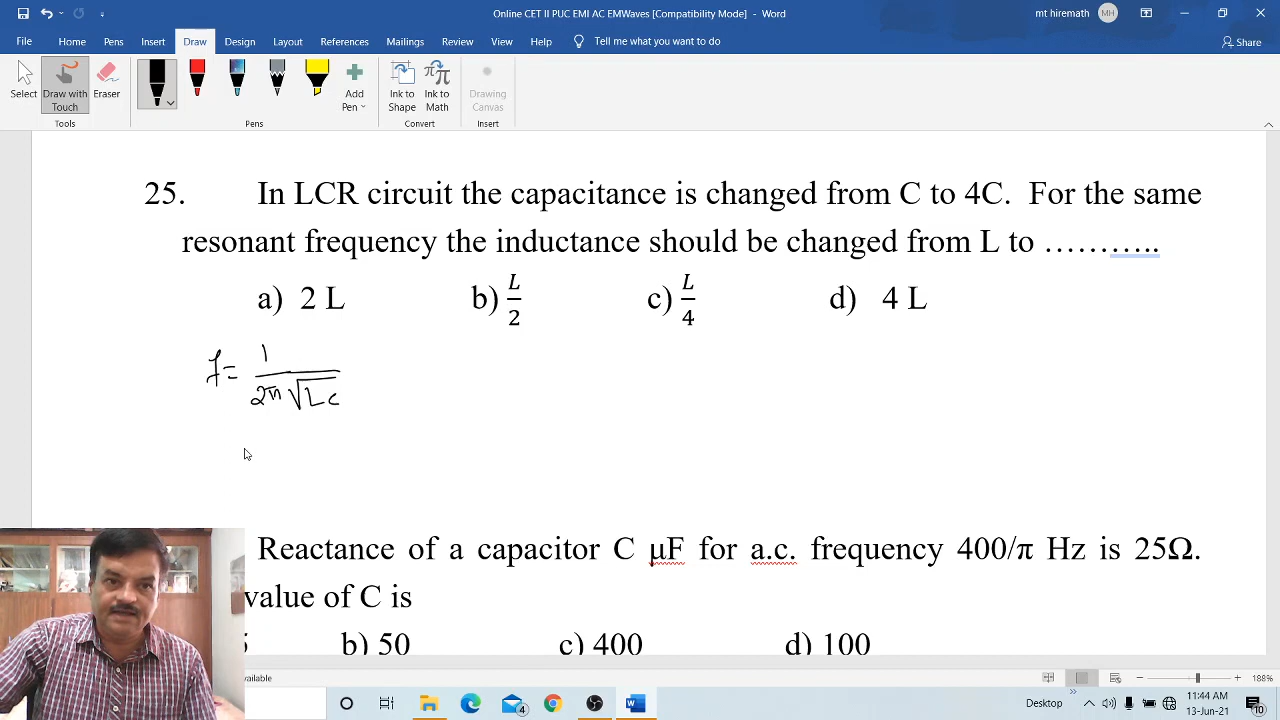 Online CET II PUC EMI AC EMWaves [Compatibility Mode] - Word
mt hiremath MH
File Home Pens Insert Draw Design Layout References Mailings Review View Help Tell me what you want to do Share
Select Draw with Touch Eraser Add Pen Ink to Shape Ink to Math Drawing Canvas
Tools Pens Convert Insert
25. In LCR circuit the capacitance is changed from C to 4C. For the same
resonant frequency the inductance should be changed from L to ………..
a) 2 L b) L/2 c) L/4 d) 4 L
f = 1/2π√LC
Reactance of a capacitor C μF for a.c. frequency 400/π Hz is 25Ω.
value of C is
b) 50 c) 400 d) 100
188%
4 Desktop 11:44 AM
13-Jun-21 10